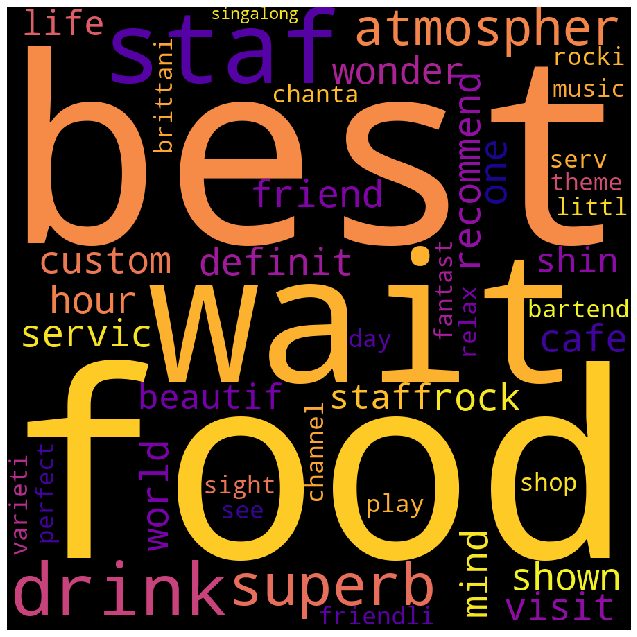 singalong
life
staf
atmospher
rocki
wonder
brittani
chanta
music
best
recommend
one
serv
theme
friend
littl
custom
definit
fantast
shin
hour
wait
relax
bartend
servic
day
cafe
beautif
staff
rock
food
channel
world
varieti
perfect
sight
see
play
shop
mind
drink
superb
shown
friendli
visit